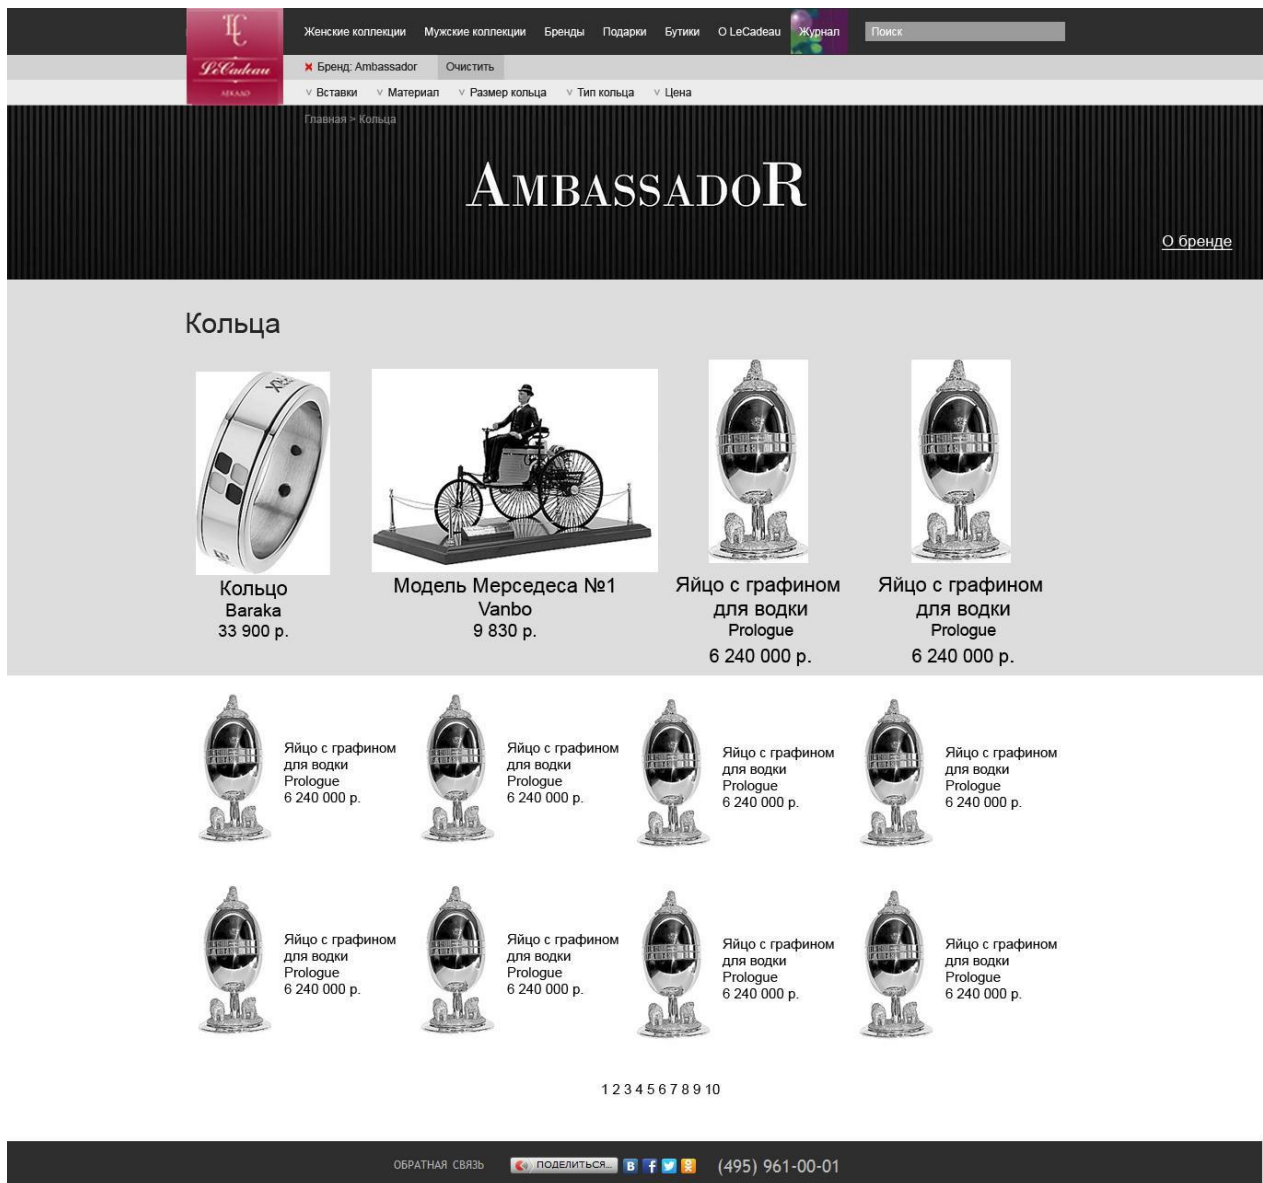 Женские коллекции Мужские коллекции Бренды Подарки Бутики О LeCadeau Журнал Поиск
LeCadeau
ЛЕКАДО
Бренд: Ambassador Очистить
Вставки Материал Размер кольца Тип кольца Цена
Главная > Кольца
AMBASSADOR
О бренде
Кольца
Кольцо
Baraka
33 900 р.
Модель Мерседеса №1
Vanbo
9 830 р.
Яйцо с графином
для водки
Prologue
6 240 000 р.
Яйцо с графином
для водки
Prologue
6 240 000 р.
Яйцо с графином
для водки
Prologue
6 240 000 р.
Яйцо с графином
для водки
Prologue
6 240 000 р.
Яйцо с графином
для водки
Prologue
6 240 000 р.
Яйцо с графином
для водки
Prologue
6 240 000 р.
Яйцо с графином
для водки
Prologue
6 240 000 р.
Яйцо с графином
для водки
Prologue
6 240 000 р.
Яйцо с графином
для водки
Prologue
6 240 000 р.
Яйцо с графином
для водки
Prologue
6 240 000 р.
1 2 3 4 5 6 7 8 9 10
ОБРАТНАЯ СВЯЗЬ ПОДЕЛИТЬСЯ... (495) 961-00-01